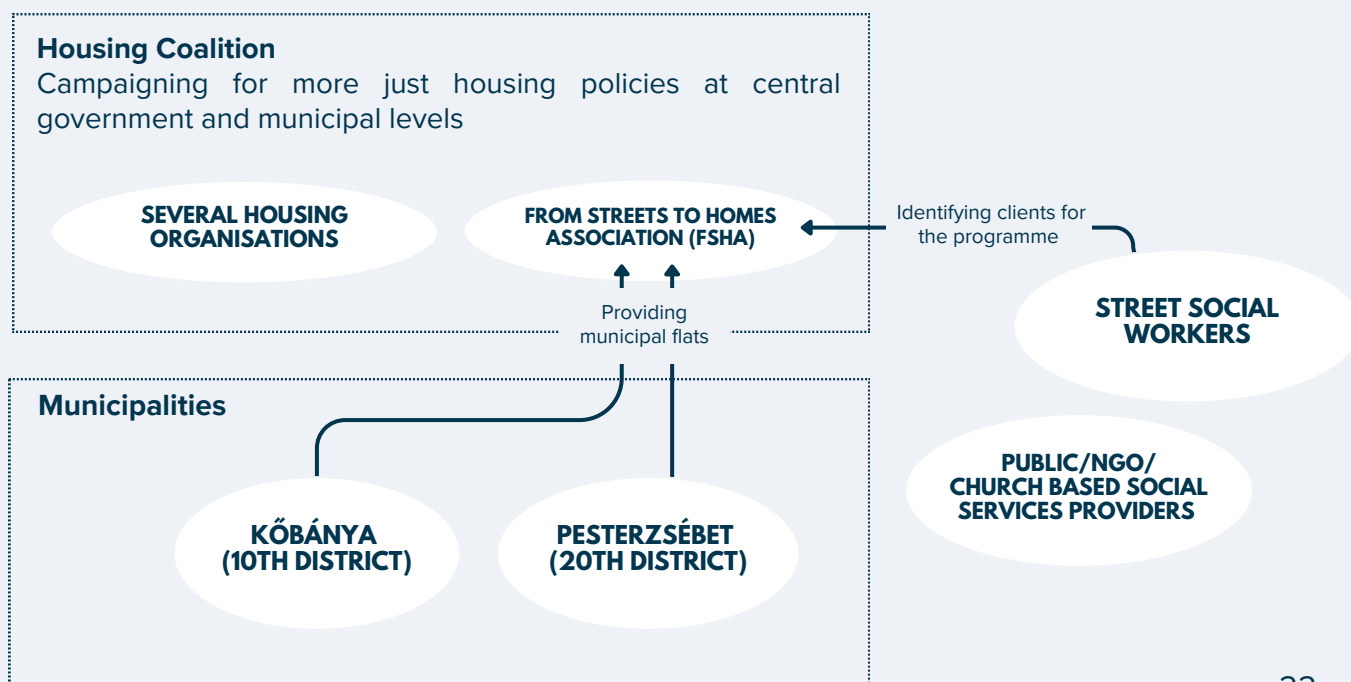 Housing Coalition
Campaigning for more just housing policies at central
government and municipal levels
SEVERAL HOUSING
ORGANISATIONS
FROM STREETS TO HOMES
ASSOCIATION (FSHA)
Identifying clients for
the programme
STREET SOCIAL
WORKERS
Providing
municipal flats
Municipalities
PUBLIC/NGO/
CHURCH BASED SOCIAL
SERVICES PROVIDERS
KŐBÁNYA
(10TH DISTRICT)
PESTERZSÉBET
(20TH DISTRICT)